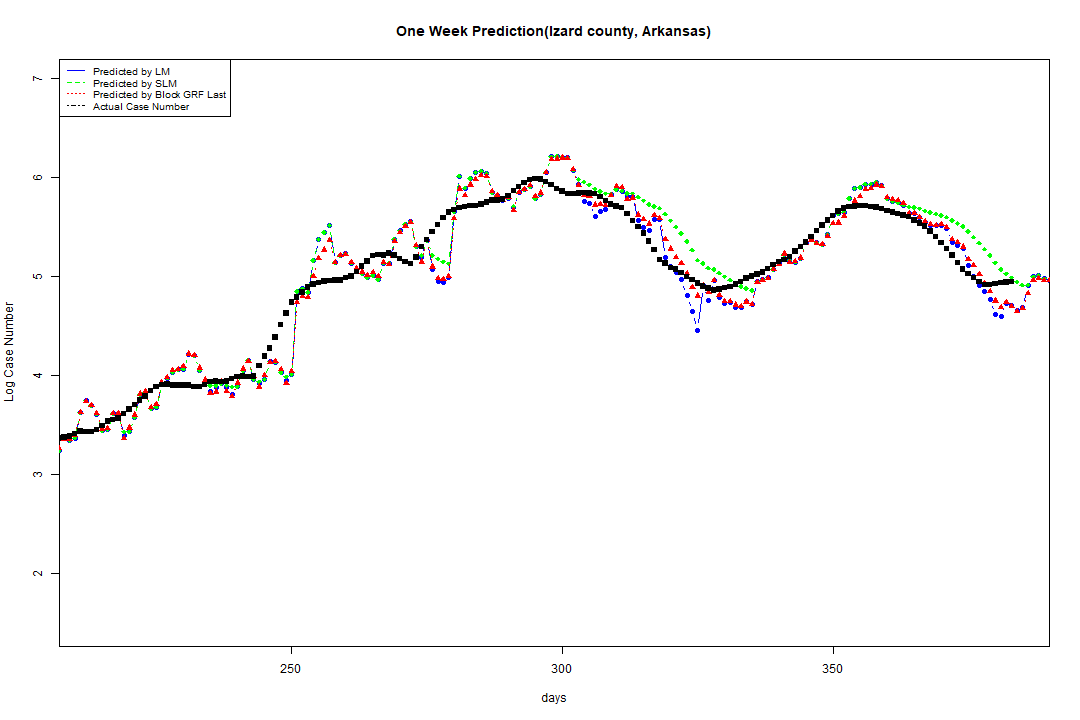 One Week Prediction(Izard county, Arkansas)
Predicted by LM
Predicted by SLM
Predicted by Block GRF Last
Actual Case Number
7
6
5
4
3
2
Log Case Number
250 300 350
days